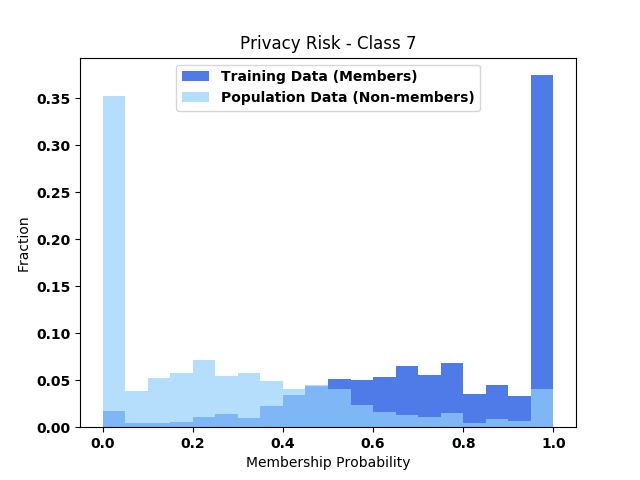 Privacy Risk - Class 7
Training Data (Members)
Population Data (Non-members)
Fraction
0.35
0.30
0.25
0.20
0.15
0.10
0.05
0.00
0.0 0.2 0.4 0.6 0.8 1.0
Membership Probability